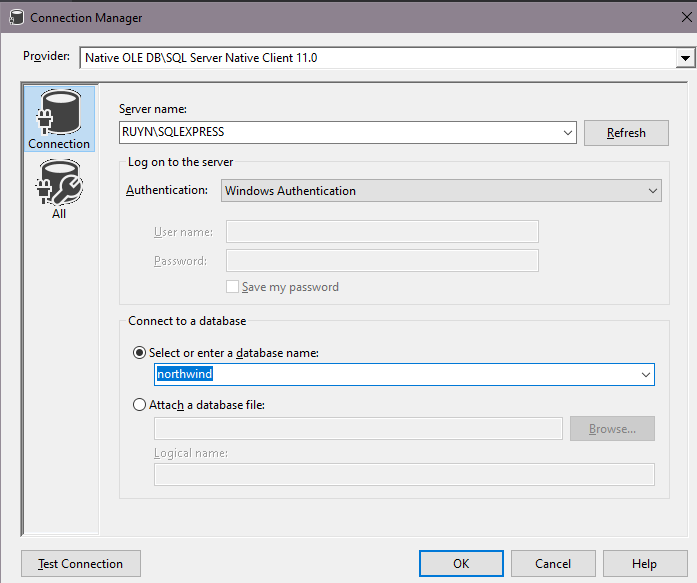 Connection Manager
Provider: Native OLE DB\SQL Server Native Client 11.0
Connection
All
Server name:
RUYN\SQLEXPRESS
Refresh
Log on to the server
Authentication: Windows Authentication
User name:
Password:
Save my password
Connect to a database
Select or enter a database name:
northwind
Attach a database file:
Browse...
Logical name:
Test Connection
OK
Cancel
Help